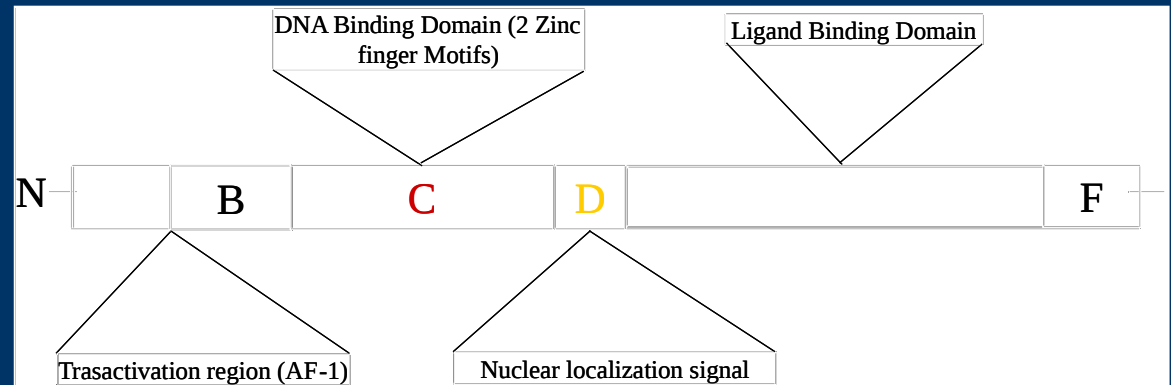 DNA Binding Domain (2 Zinc
finger Motifs)
Ligand Binding Domain
N
B
C
D
F
Trasactivation region (AF-1)
Nuclear localization signal